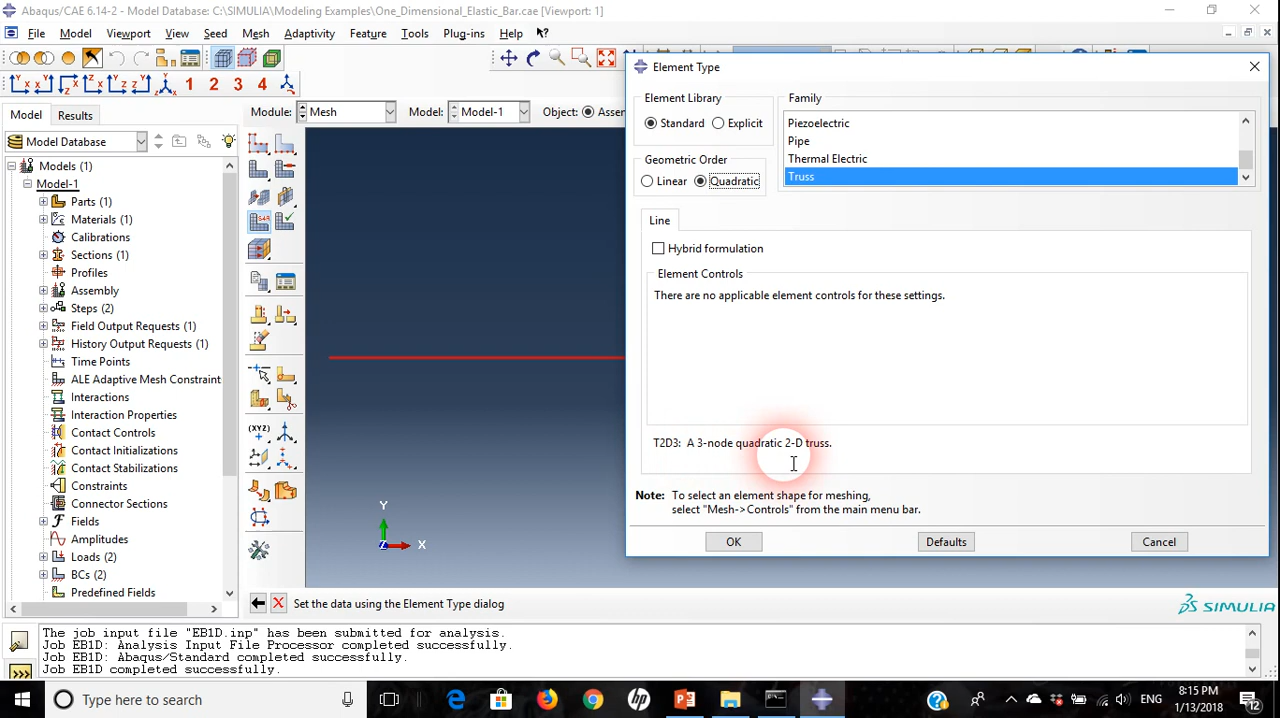 Abaqus/CAE 6.14-2 - Model Database: C:\SIMULIA\Modeling Examples\One_Dimensional_Elastic_Bar.cae [Viewport: 1]
File Model Viewport View Seed Mesh Adaptivity Feature Tools Plug-ins Help
1 2 3 4
Model Results
Module: Mesh Model: Model-1 Object: Assem
Model Database
Models (1)
Model-1
Parts (1)
Materials (1)
Calibrations
Sections (1)
Profiles
Assembly
Steps (2)
Field Output Requests (1)
History Output Requests (1)
Time Points
ALE Adaptive Mesh Constraint
Interactions
Interaction Properties
Contact Controls
Contact Initializations
Contact Stabilizations
Constraints
Connector Sections
Fields
Amplitudes
Loads (2)
BCs (2)
Predefined Fields
(XYZ)
Y
Z
X
Element Type
Element Library
Standard Explicit
Geometric Order
Linear Quadratic
Family
Piezoelectric
Pipe
Thermal Electric
Truss
Line
Hybrid formulation
Element Controls
There are no applicable element controls for these settings.
T2D3: A 3-node quadratic 2-D truss.
Note: To select an element shape for meshing,
select "Mesh->Controls" from the main menu bar.
OK Defaults Cancel
Set the data using the Element Type dialog
SIMULIA
The job input file "EB1D.inp" has been submitted for analysis.
Job EB1D: Analysis Input File Processor completed successfully.
Job EB1D: Abaqus/Standard completed successfully.
Job EB1D completed successfully.
>>>
Type here to search
ENG
8:15 PM
1/13/2018
12